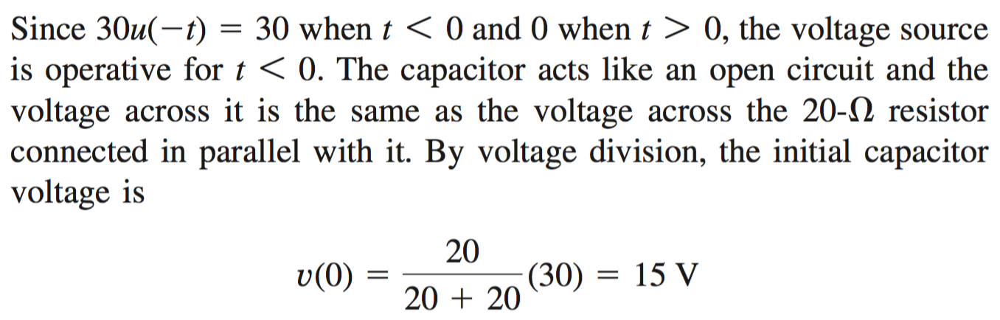 Since 30u(−t) = 30 when t < 0 and 0 when t > 0, the voltage source
is operative for t < 0. The capacitor acts like an open circuit and the
voltage across it is the same as the voltage across the 20-Ω resistor
connected in parallel with it. By voltage division, the initial capacitor
voltage is
v(0) = 20 / (20 + 20) (30) = 15 V